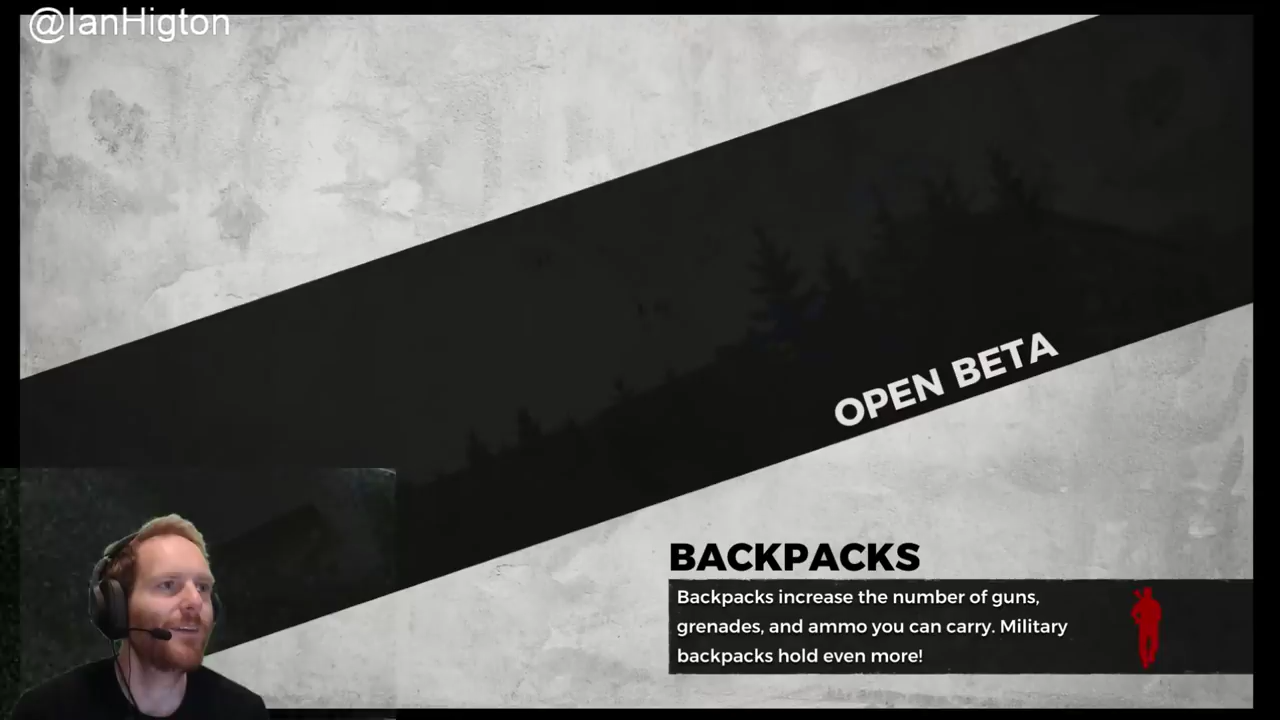 @IanHigton
OPEN BETA
BACKPACKS
Backpacks increase the number of guns,
grenades, and ammo you can carry. Military
backpacks hold even more!